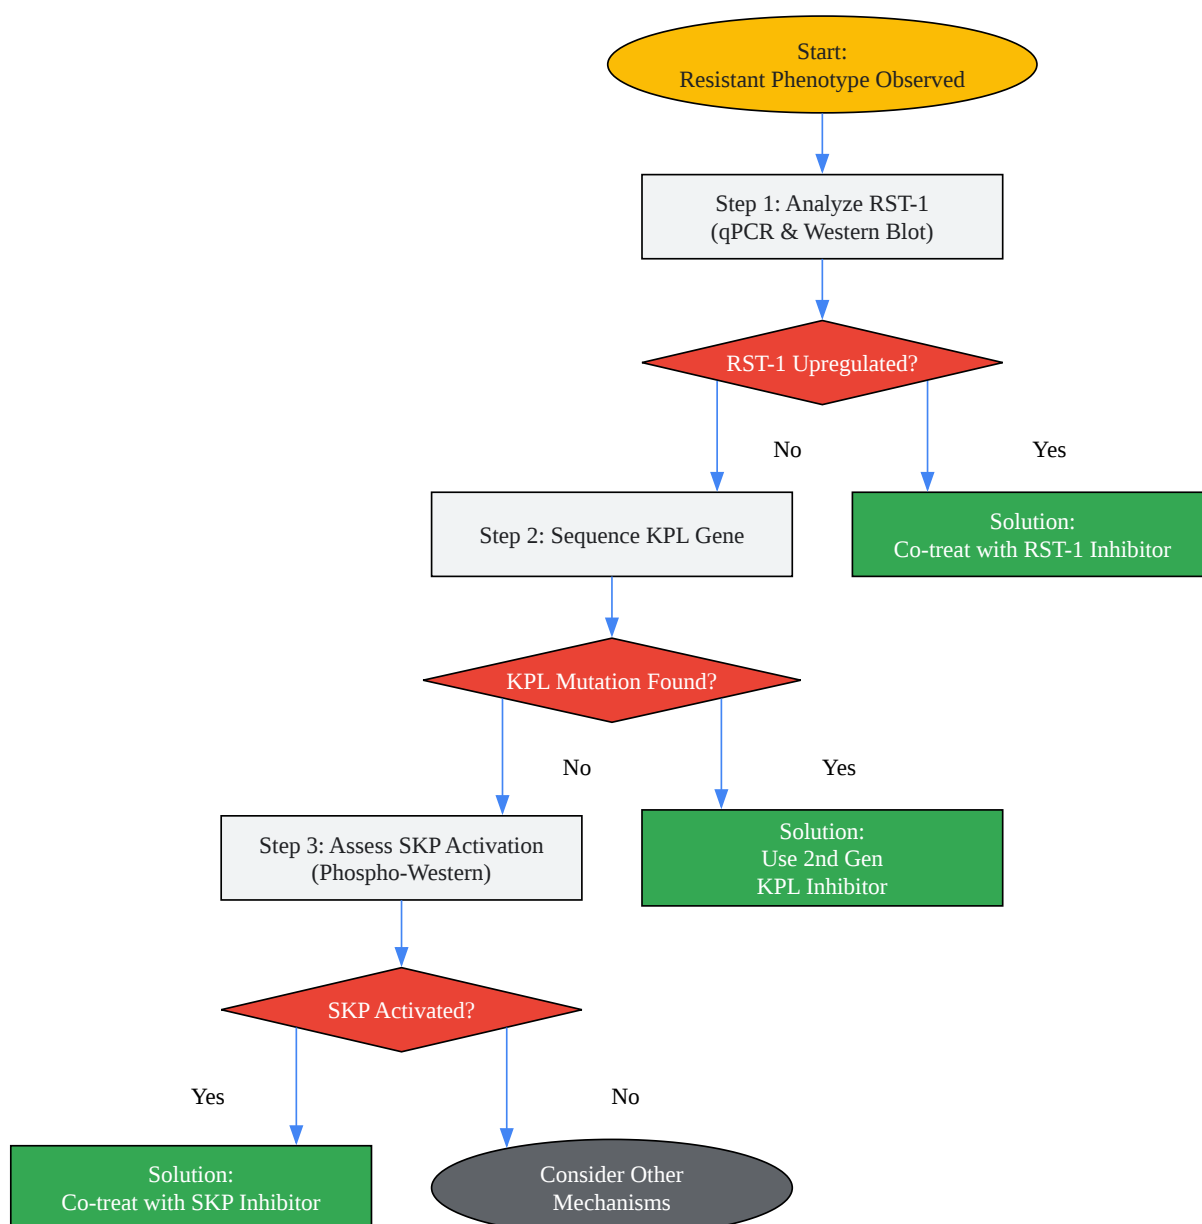 Start:
Resistant Phenotype Observed
Step 1: Analyze RST-1
(qPCR & Western Blot)
RST-1 Upregulated?
No
Yes
Step 2: Sequence KPL Gene
Solution:
Co-treat with RST-1 Inhibitor
KPL Mutation Found?
No
Yes
Step 3: Assess SKP Activation
(Phospho-Western)
Solution:
Use 2nd Gen
KPL Inhibitor
SKP Activated?
Yes
No
Solution:
Co-treat with SKP Inhibitor
Consider Other
Mechanisms